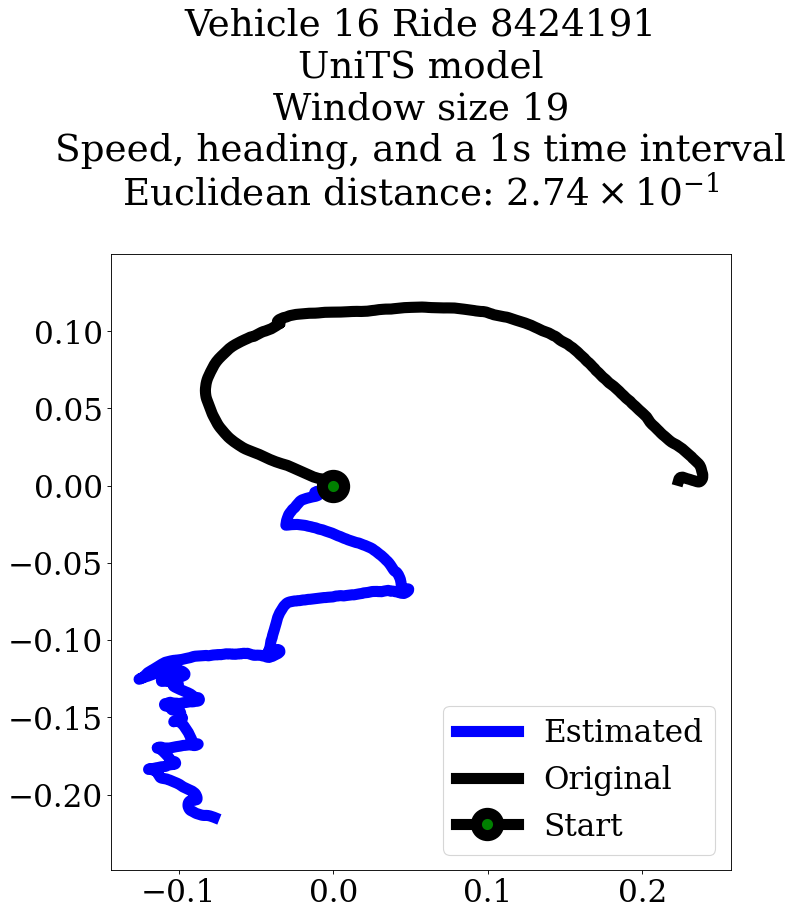 Vehicle 16 Ride 8424191
UniTS model
Window size 19
Speed, heading, and a 1s time interval
Euclidean distance: 2.74 × 10⁻¹
0.10
0.05
0.00
−0.05
−0.10
−0.15
−0.20
Estimated
Original
Start
−0.1
0.0
0.1
0.2